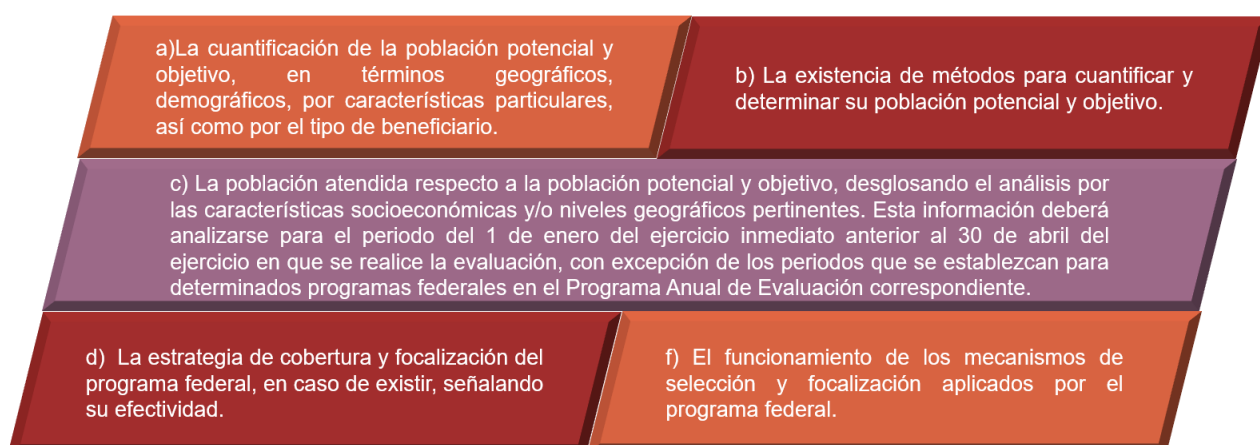 a)La cuantificación de la población potencial y
objetivo, en términos geográficos,
demográficos, por características particulares,
así como por el tipo de beneficiario.
b) La existencia de métodos para cuantificar y
determinar su población potencial y objetivo.
c) La población atendida respecto a la población potencial y objetivo, desglosando el análisis por
las características socioeconómicas y/o niveles geográficos pertinentes. Esta información deberá
analizarse para el periodo del 1 de enero del ejercicio inmediato anterior al 30 de abril del
ejercicio en que se realice la evaluación, con excepción de los periodos que se establezcan para
determinados programas federales en el Programa Anual de Evaluación correspondiente.
d) La estrategia de cobertura y focalización del
programa federal, en caso de existir, señalando
su efectividad.
f) El funcionamiento de los mecanismos de
selección y focalización aplicados por el
programa federal.